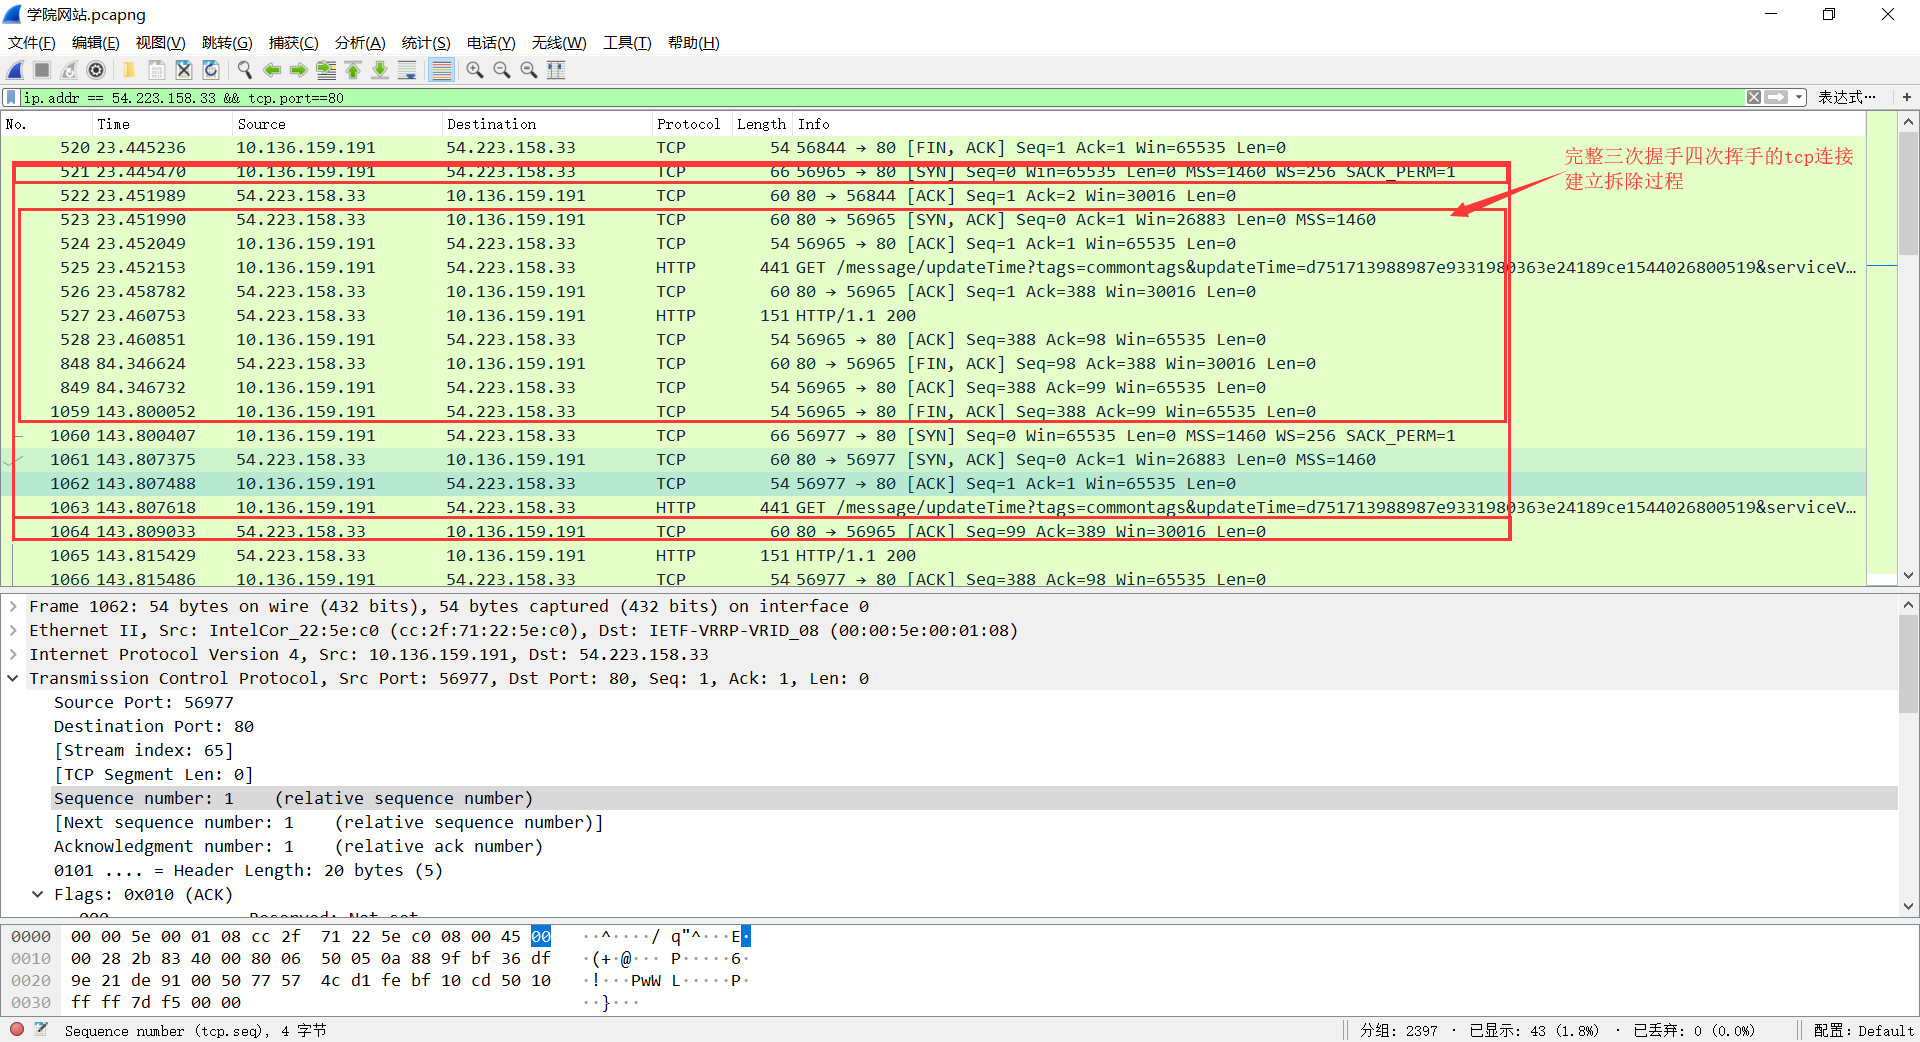 学院网站.pcapng
文件(F) 编辑(E) 视图(V) 跳转(G) 捕获(C) 分析(A) 统计(S) 电话(Y) 无线(W) 工具(T) 帮助(H)
ip.addr == 54.223.158.33 && tcp.port==80 表达式… +
No. Time Source Destination Protocol Length Info
520 23.445236 10.136.159.191 54.223.158.33 TCP 54 56844 → 80 [FIN, ACK] Seq=1 Ack=1 Win=65535 Len=0
521 23.445470 10.136.159.191 54.223.158.33 TCP 66 56965 → 80 [SYN] Seq=0 Win=65535 Len=0 MSS=1460 WS=256 SACK_PERM=1
522 23.451989 54.223.158.33 10.136.159.191 TCP 60 80 → 56844 [ACK] Seq=1 Ack=2 Win=30016 Len=0
523 23.451990 54.223.158.33 10.136.159.191 TCP 60 80 → 56965 [SYN, ACK] Seq=0 Ack=1 Win=26883 Len=0 MSS=1460
524 23.452049 10.136.159.191 54.223.158.33 TCP 54 56965 → 80 [ACK] Seq=1 Ack=1 Win=65535 Len=0
525 23.452153 10.136.159.191 54.223.158.33 HTTP 441 GET /message/updateTime?tags=commontags&updateTime=d751713988987e9331980363e24189ce1544026800519&serviceV…
526 23.458782 54.223.158.33 10.136.159.191 TCP 60 80 → 56965 [ACK] Seq=1 Ack=388 Win=30016 Len=0
527 23.460753 54.223.158.33 10.136.159.191 HTTP 151 HTTP/1.1 200
528 23.460851 10.136.159.191 54.223.158.33 TCP 54 56965 → 80 [ACK] Seq=388 Ack=98 Win=65535 Len=0
848 84.346624 54.223.158.33 10.136.159.191 TCP 60 80 → 56965 [FIN, ACK] Seq=98 Ack=388 Win=30016 Len=0
849 84.346732 10.136.159.191 54.223.158.33 TCP 54 56965 → 80 [ACK] Seq=388 Ack=99 Win=65535 Len=0
1059 143.800052 10.136.159.191 54.223.158.33 TCP 54 56965 → 80 [FIN, ACK] Seq=388 Ack=99 Win=65535 Len=0
1060 143.800407 10.136.159.191 54.223.158.33 TCP 66 56977 → 80 [SYN] Seq=0 Win=65535 Len=0 MSS=1460 WS=256 SACK_PERM=1
1061 143.807375 54.223.158.33 10.136.159.191 TCP 60 80 → 56977 [SYN, ACK] Seq=0 Ack=1 Win=26883 Len=0 MSS=1460
1062 143.807488 10.136.159.191 54.223.158.33 TCP 54 56977 → 80 [ACK] Seq=1 Ack=1 Win=65535 Len=0
1063 143.807618 10.136.159.191 54.223.158.33 HTTP 441 GET /message/updateTime?tags=commontags&updateTime=d751713988987e9331980363e24189ce1544026800519&serviceV…
1064 143.809033 54.223.158.33 10.136.159.191 TCP 60 80 → 56965 [ACK] Seq=99 Ack=389 Win=30016 Len=0
1065 143.815429 54.223.158.33 10.136.159.191 HTTP 151 HTTP/1.1 200
1066 143.815486 10.136.159.191 54.223.158.33 TCP 54 56977 → 80 [ACK] Seq=388 Ack=98 Win=65535 Len=0
完整三次握手四次挥手的tcp连接
建立拆除过程
Frame 1062: 54 bytes on wire (432 bits), 54 bytes captured (432 bits) on interface 0
Ethernet II, Src: IntelCor_22:5e:c0 (cc:2f:71:22:5e:c0), Dst: IETF-VRRP-VRID_08 (00:00:5e:00:01:08)
Internet Protocol Version 4, Src: 10.136.159.191, Dst: 54.223.158.33
Transmission Control Protocol, Src Port: 56977, Dst Port: 80, Seq: 1, Ack: 1, Len: 0
Source Port: 56977
Destination Port: 80
[Stream index: 65]
[TCP Segment Len: 0]
Sequence number: 1 (relative sequence number)
[Next sequence number: 1 (relative sequence number)]
Acknowledgment number: 1 (relative ack number)
0101 .... = Header Length: 20 bytes (5)
Flags: 0x010 (ACK)
000. .... .... = Reserved: Not set
0000 00 00 5e 00 01 08 cc 2f 71 22 5e c0 08 00 45 00 ··^····/ q"^···E·
0010 00 28 2b 83 40 00 80 06 50 05 0a 88 9f bf 36 df ·(+·@··· P·····6·
0020 9e 21 de 91 00 50 77 57 4c d1 fe bf 10 cd 50 10 ·!···PwW L·····P·
0030 ff ff 7d f5 00 00 ··}···
Sequence number (tcp.seq), 4 字节 分组: 2397 · 已显示: 43 (1.8%) · 已丢弃: 0 (0.0%) 配置: Default